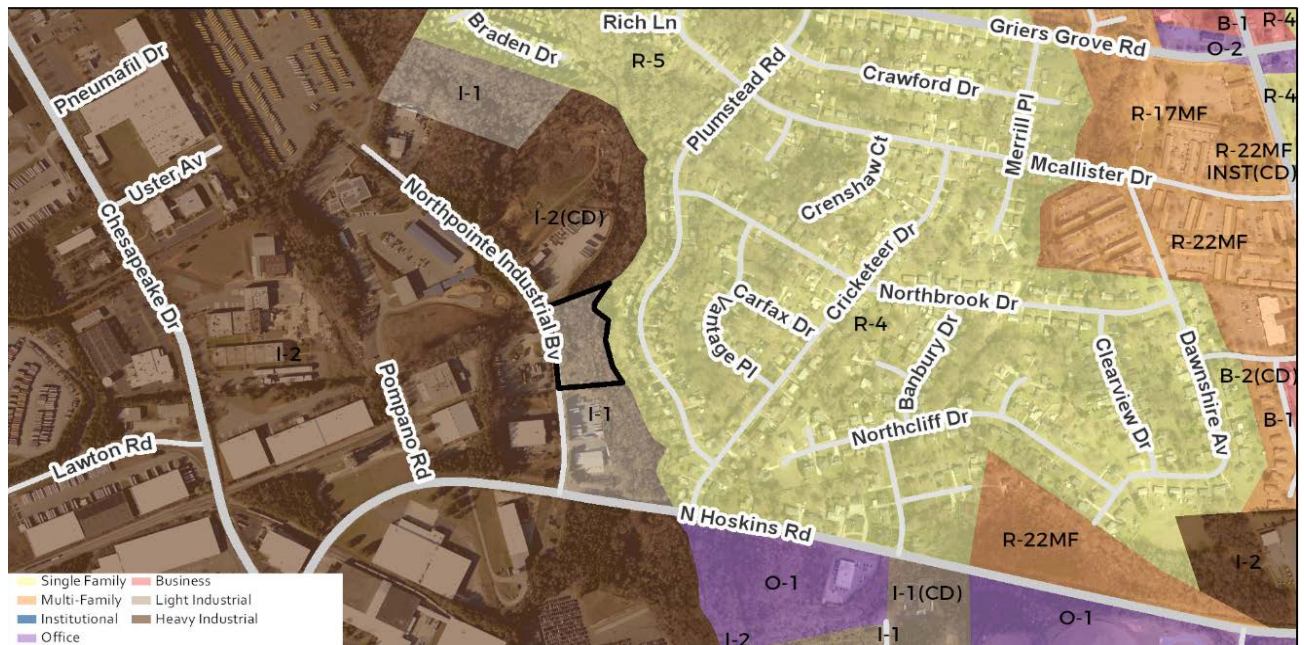 Rich Ln
Griers Grove Rd
B-1
R-4
Braden Dr
O-2
Pneumafil Dr
R-5
Plumstead Rd
Crawford Dr
I-1
R-4
Merrill Pl
R-17MF
Uster Av
Crenshaw Ct
Mcallister Dr
R-22MF
INST(CD)
Northpointe Industrial Bv
I-2(CD)
Chesapeake Dr
Cricketeer Dr
R-22MF
Carfax Dr
Northbrook Dr
Vantage Pl
R-4
Banbury Dr
Clearview Dr
Dawnshire Av
I-2
Pompano Rd
B-2(CD)
I-1
Northcliff Dr
B-1
Lawton Rd
N Hoskins Rd
R-22MF
I-2
O-1
I-1(CD)
O-1
I-2
I-1
Single Family
Business
Multi-Family
Light Industrial
Institutional
Heavy Industrial
Office